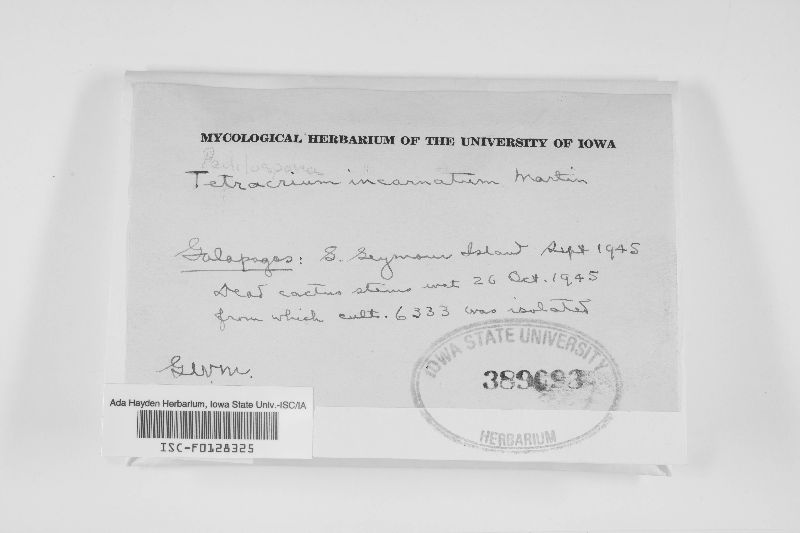 MYCOLOGICAL HERBARIUM OF THE UNIVERSITY OF IOWA
Pedilospora
Tetracrium incarnatum Martin
Galapagos: S. Seymour Island Sept 1945
Dead cactus stems wet 26 Oct. 1945
from which cult. 6333 was isolated
GWM.
IOWA STATE UNIVERSITY
389693
HERBARIUM
Ada Hayden Herbarium, Iowa State Univ.-ISC/IA
ISC-F0128325